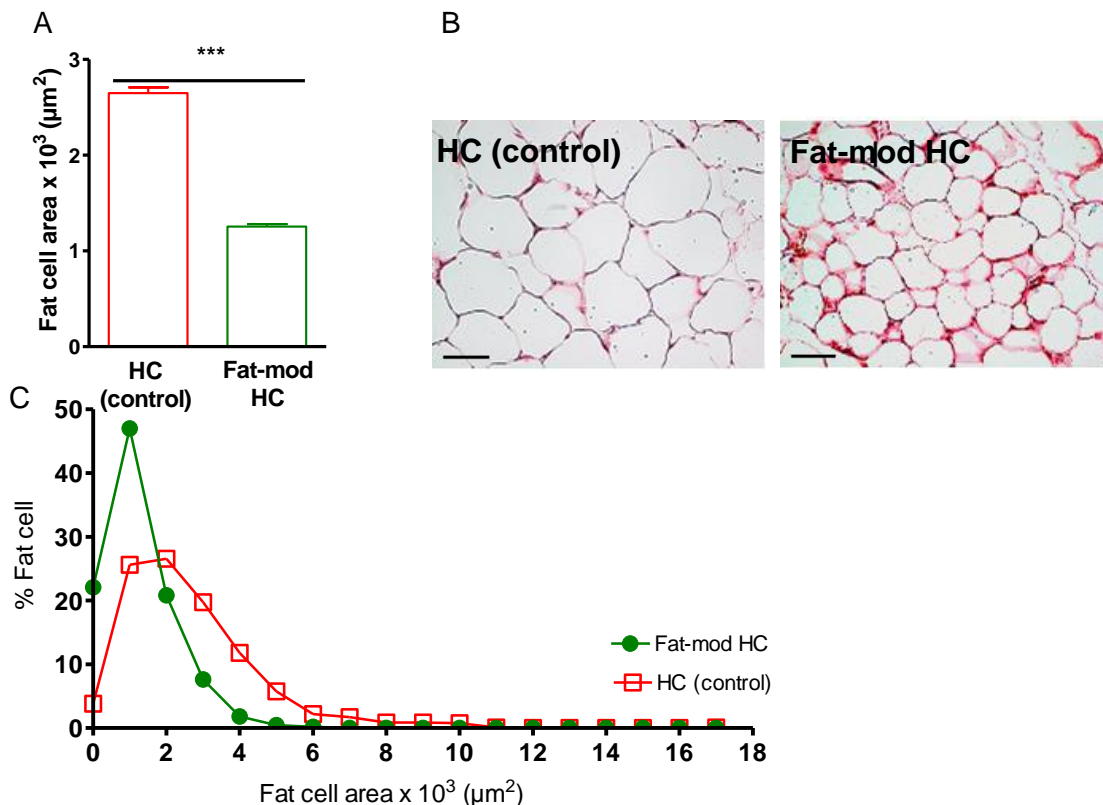 A
Fat cell area x 10³ (µm²)
3
2
1
0
***
HC
(control)
Fat-mod
HC
B
HC (control)
Fat-mod HC
C
% Fat cell
50
40
30
20
10
0
0 2 4 6 8 10 12 14 16 18
Fat cell area x 10³ (µm²)
Fat-mod HC
HC (control)